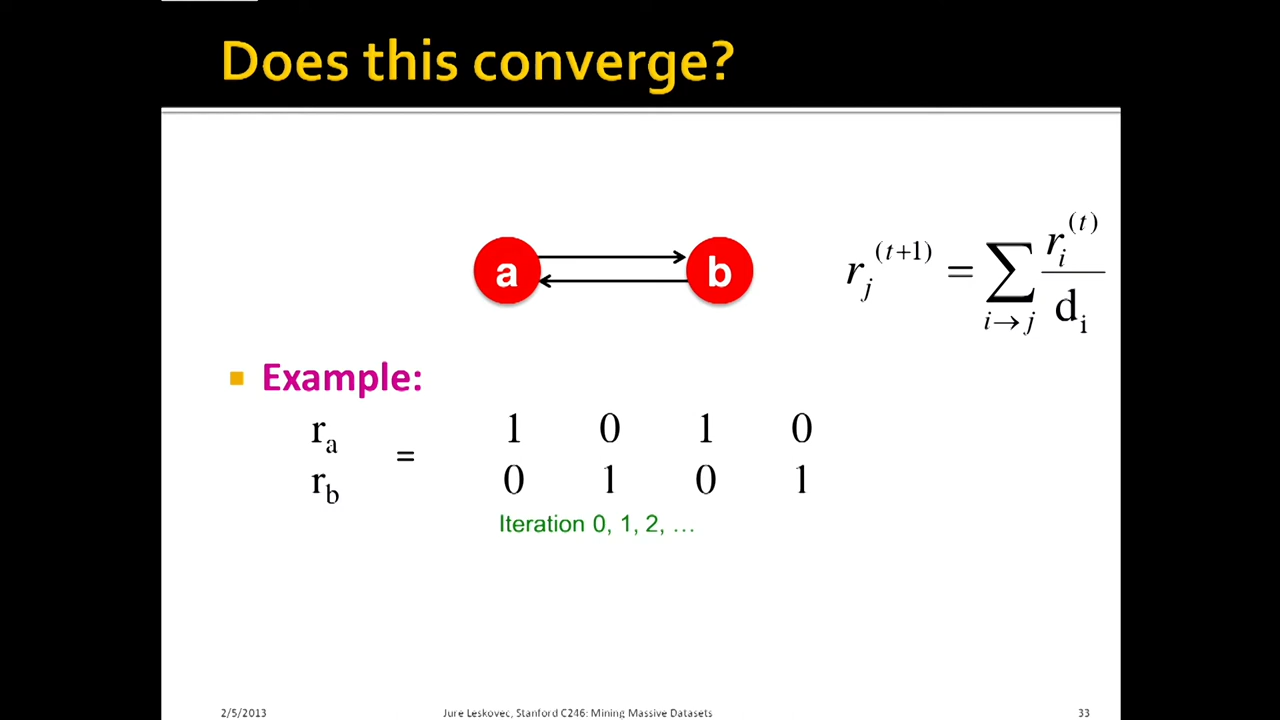 Does this converge?
a b
r_j^(t+1) = ∑_{i→j} r_i^(t) / d_i
Example:
r_a = 1 0 1 0
r_b 0 1 0 1
Iteration 0, 1, 2, …
2/5/2013 Jure Leskovec, Stanford C246: Mining Massive Datasets 33